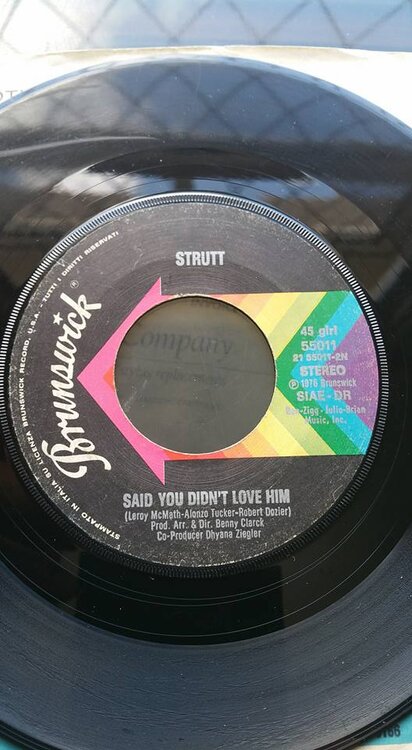 STRUTT
45 giri
55011
21 55011-2N
STEREO
Ⓟ 1976 Brunswick
SIAE - DR
Julio-Brian
Music, Inc.
Brunswick®
STAMPATO IN ITALIA SU LICENZA BRUNSWICK RECORD, U.S.A. - TUTTI I DIRITTI RISERVATI
Company
SAID YOU DIDN'T LOVE HIM
(Leroy McMath-Alonzo Tucker-Robert Dozier)
Prod. Arr. & Dir. Benny Clarck
Co-Producer Dhyana Ziegler